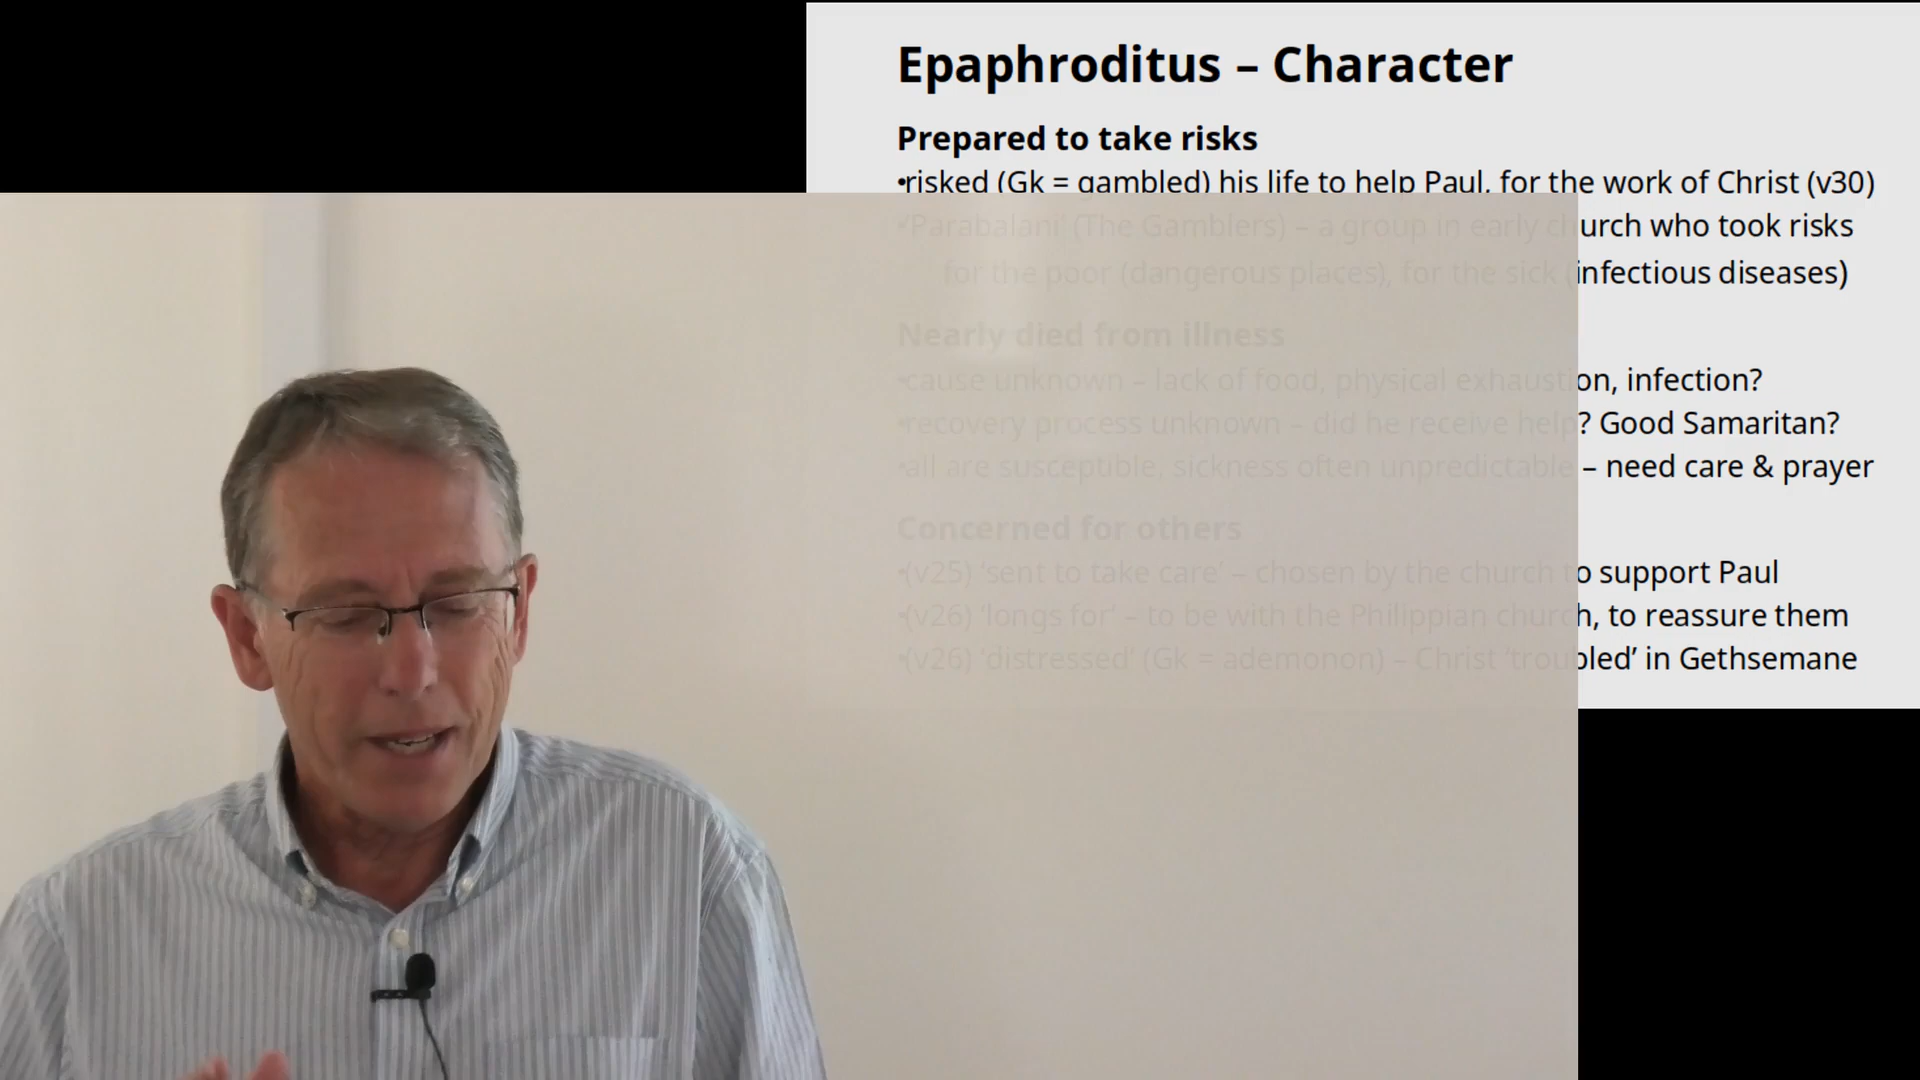 Epaphroditus – Character
Prepared to take risks
•risked (Gk = gambled) his life to help Paul, for the work of Christ (v30)
•'Parabalani' (The Gamblers) – a group in early church who took risks
for the poor (dangerous places), for the sick (infectious diseases)
Nearly died from illness
•cause unknown – lack of food, physical exhaustion, infection?
•recovery process unknown – did he receive help? Good Samaritan?
•all are susceptible, sickness often unpredictable – need care & prayer
Concerned for others
•(v25) ‘sent to take care’ – chosen by the church to support Paul
•(v26) ‘longs for’ – to be with the Philippian church, to reassure them
•(v26) ‘distressed’ (Gk = ademonon) – Christ ‘troubled’ in Gethsemane